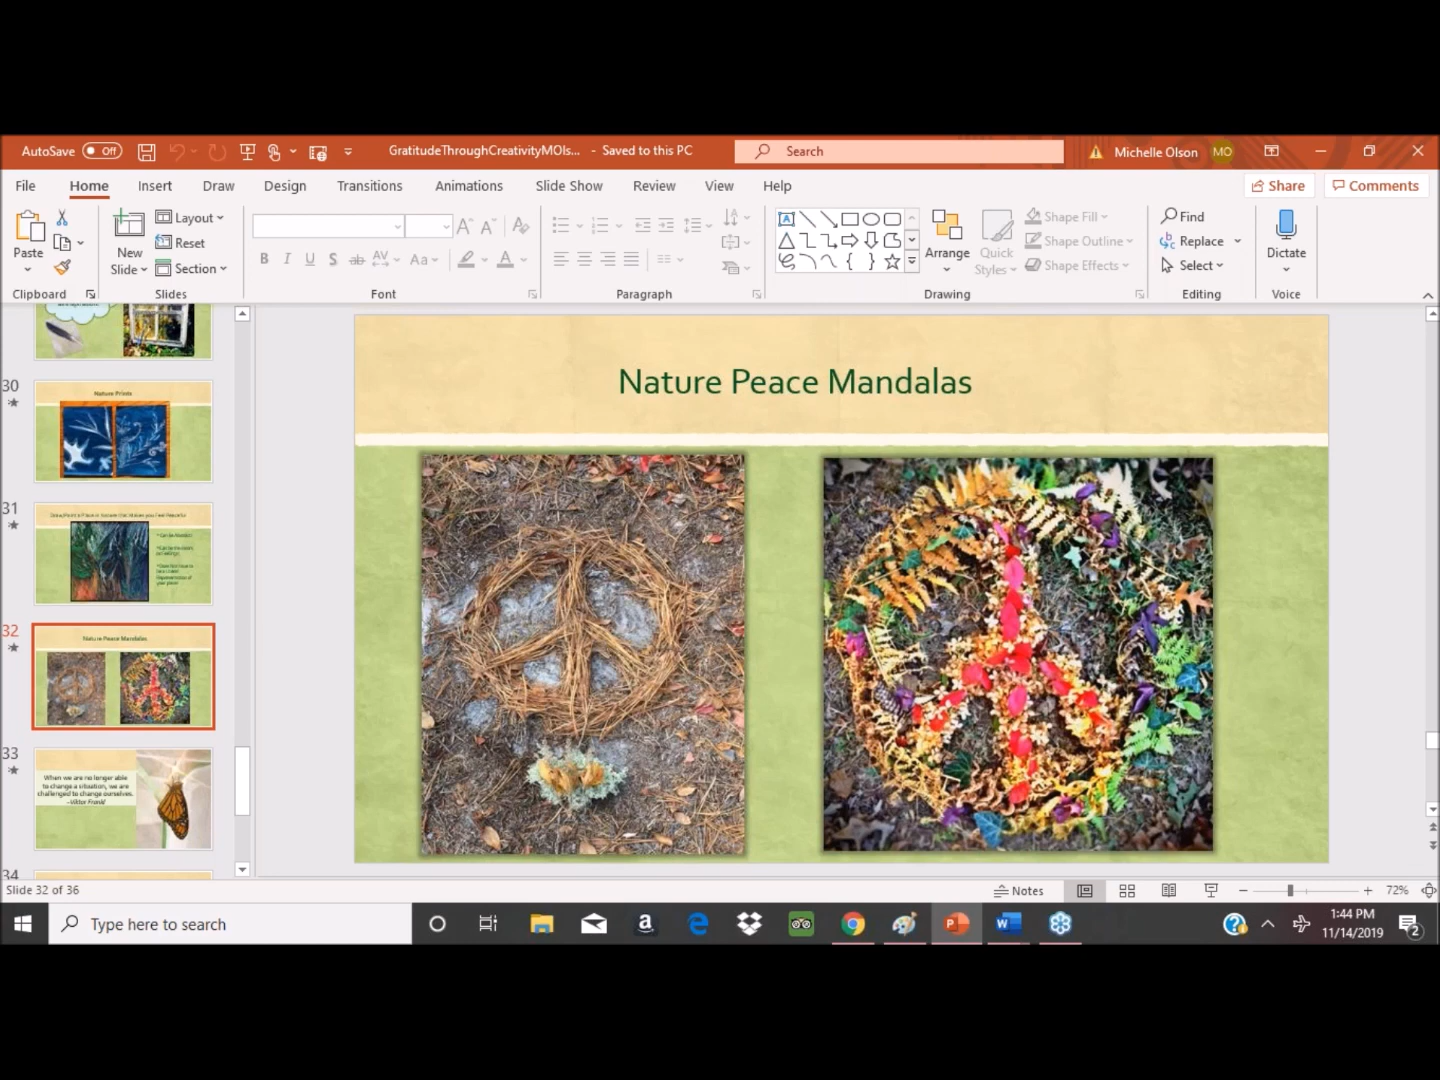 AutoSave Off GratitudeThroughCreativityMOIs... - Saved to this PC Search Michelle Olson MO
File Home Insert Draw Design Transitions Animations Slide Show Review View Help Share Comments
Paste New Slide Layout Reset Section
B I U S ab AV Aa A
Arrange Quick Styles Shape Fill Shape Outline Shape Effects
Find Replace Select Dictate
Clipboard Slides Font Paragraph Drawing Editing Voice
30
Nature Prints
31
32
Nature Peace Mandalas
33
When we are no longer able
to change a situation, we are
challenged to change ourselves.
~Viktor Frankl
34
Nature Peace Mandalas
Slide 32 of 36 Notes 72%
Type here to search
1:44 PM
11/14/2019
2